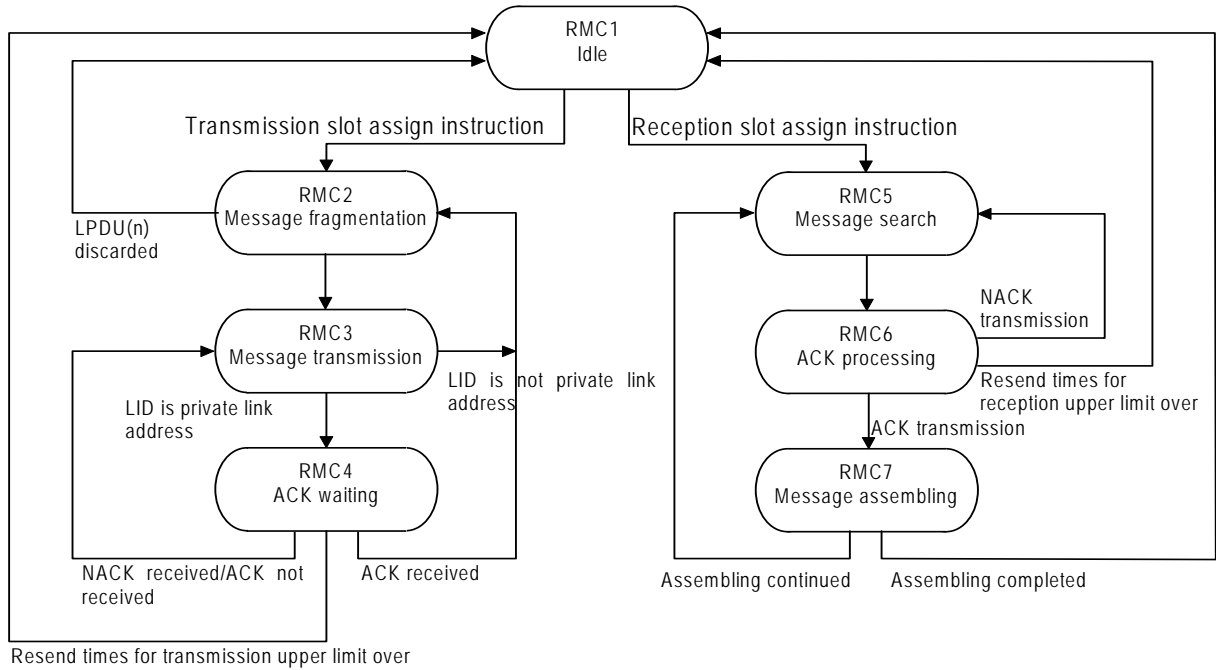 RMC1
Idle
Transmission slot assign instruction
Reception slot assign instruction
RMC2
Message fragmentation
LPDU(n)
discarded
RMC5
Message search
RMC3
Message transmission
NACK
transmission
RMC6
ACK processing
LID is not private link
address
LID is private link
address
Resend times for
reception upper limit over
ACK transmission
RMC4
ACK waiting
RMC7
Message assembling
NACK received/ACK not
received
ACK received
Assembling continued
Assembling completed
Resend times for transmission upper limit over